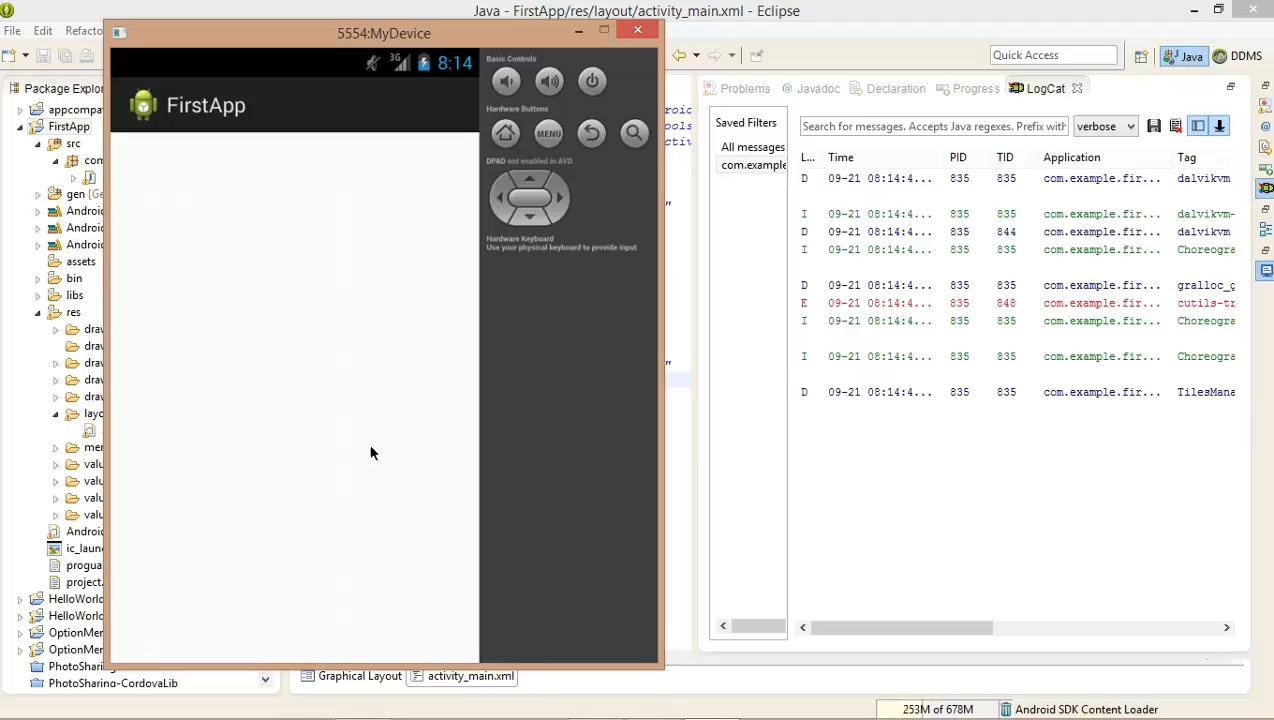 Java - FirstApp/res/layout/activity_main.xml - Eclipse
File Edit Refacto
5554:MyDevice
3G 8:14
FirstApp
Basic Controls
Hardware Buttons
MENU
DPAD not enabled in AVD
Hardware Keyboard
Use your physical keyboard to provide input
Quick Access
Java
DDMS
Package Explo
appcompa
FirstApp
src
com
gen [Ge
Android
Android
Android
assets
bin
libs
res
draw
draw
draw
draw
draw
layo
men
valu
valu
valu
valu
Android
ic_laun
progua
project.
HelloWorld
HelloWorld
OptionMen
OptionMen
PhotoSharing
PhotoSharing-CordovaLib
Graphical Layout
activity_main.xml
Problems
@ Javadoc
Declaration
Progress
LogCat
Saved Filters
All messages
com.example
Search for messages. Accepts Java regexes. Prefix with
verbose
L... Time PID TID Application Tag
D 09-21 08:14:4... 835 835 com.example.fir... dalvikvm
I 09-21 08:14:4... 835 835 com.example.fir... dalvikvm-
D 09-21 08:14:4... 835 844 com.example.fir... dalvikvm
I 09-21 08:14:4... 835 835 com.example.fir... Choreogra
D 09-21 08:14:4... 835 835 com.example.fir... gralloc_g
E 09-21 08:14:4... 835 848 com.example.fir... cutils-tr
I 09-21 08:14:4... 835 835 com.example.fir... Choreogra
I 09-21 08:14:4... 835 835 com.example.fir... Choreogra
D 09-21 08:14:4... 835 835 com.example.fir... TilesMana
253M of 678M
Android SDK Content Loader